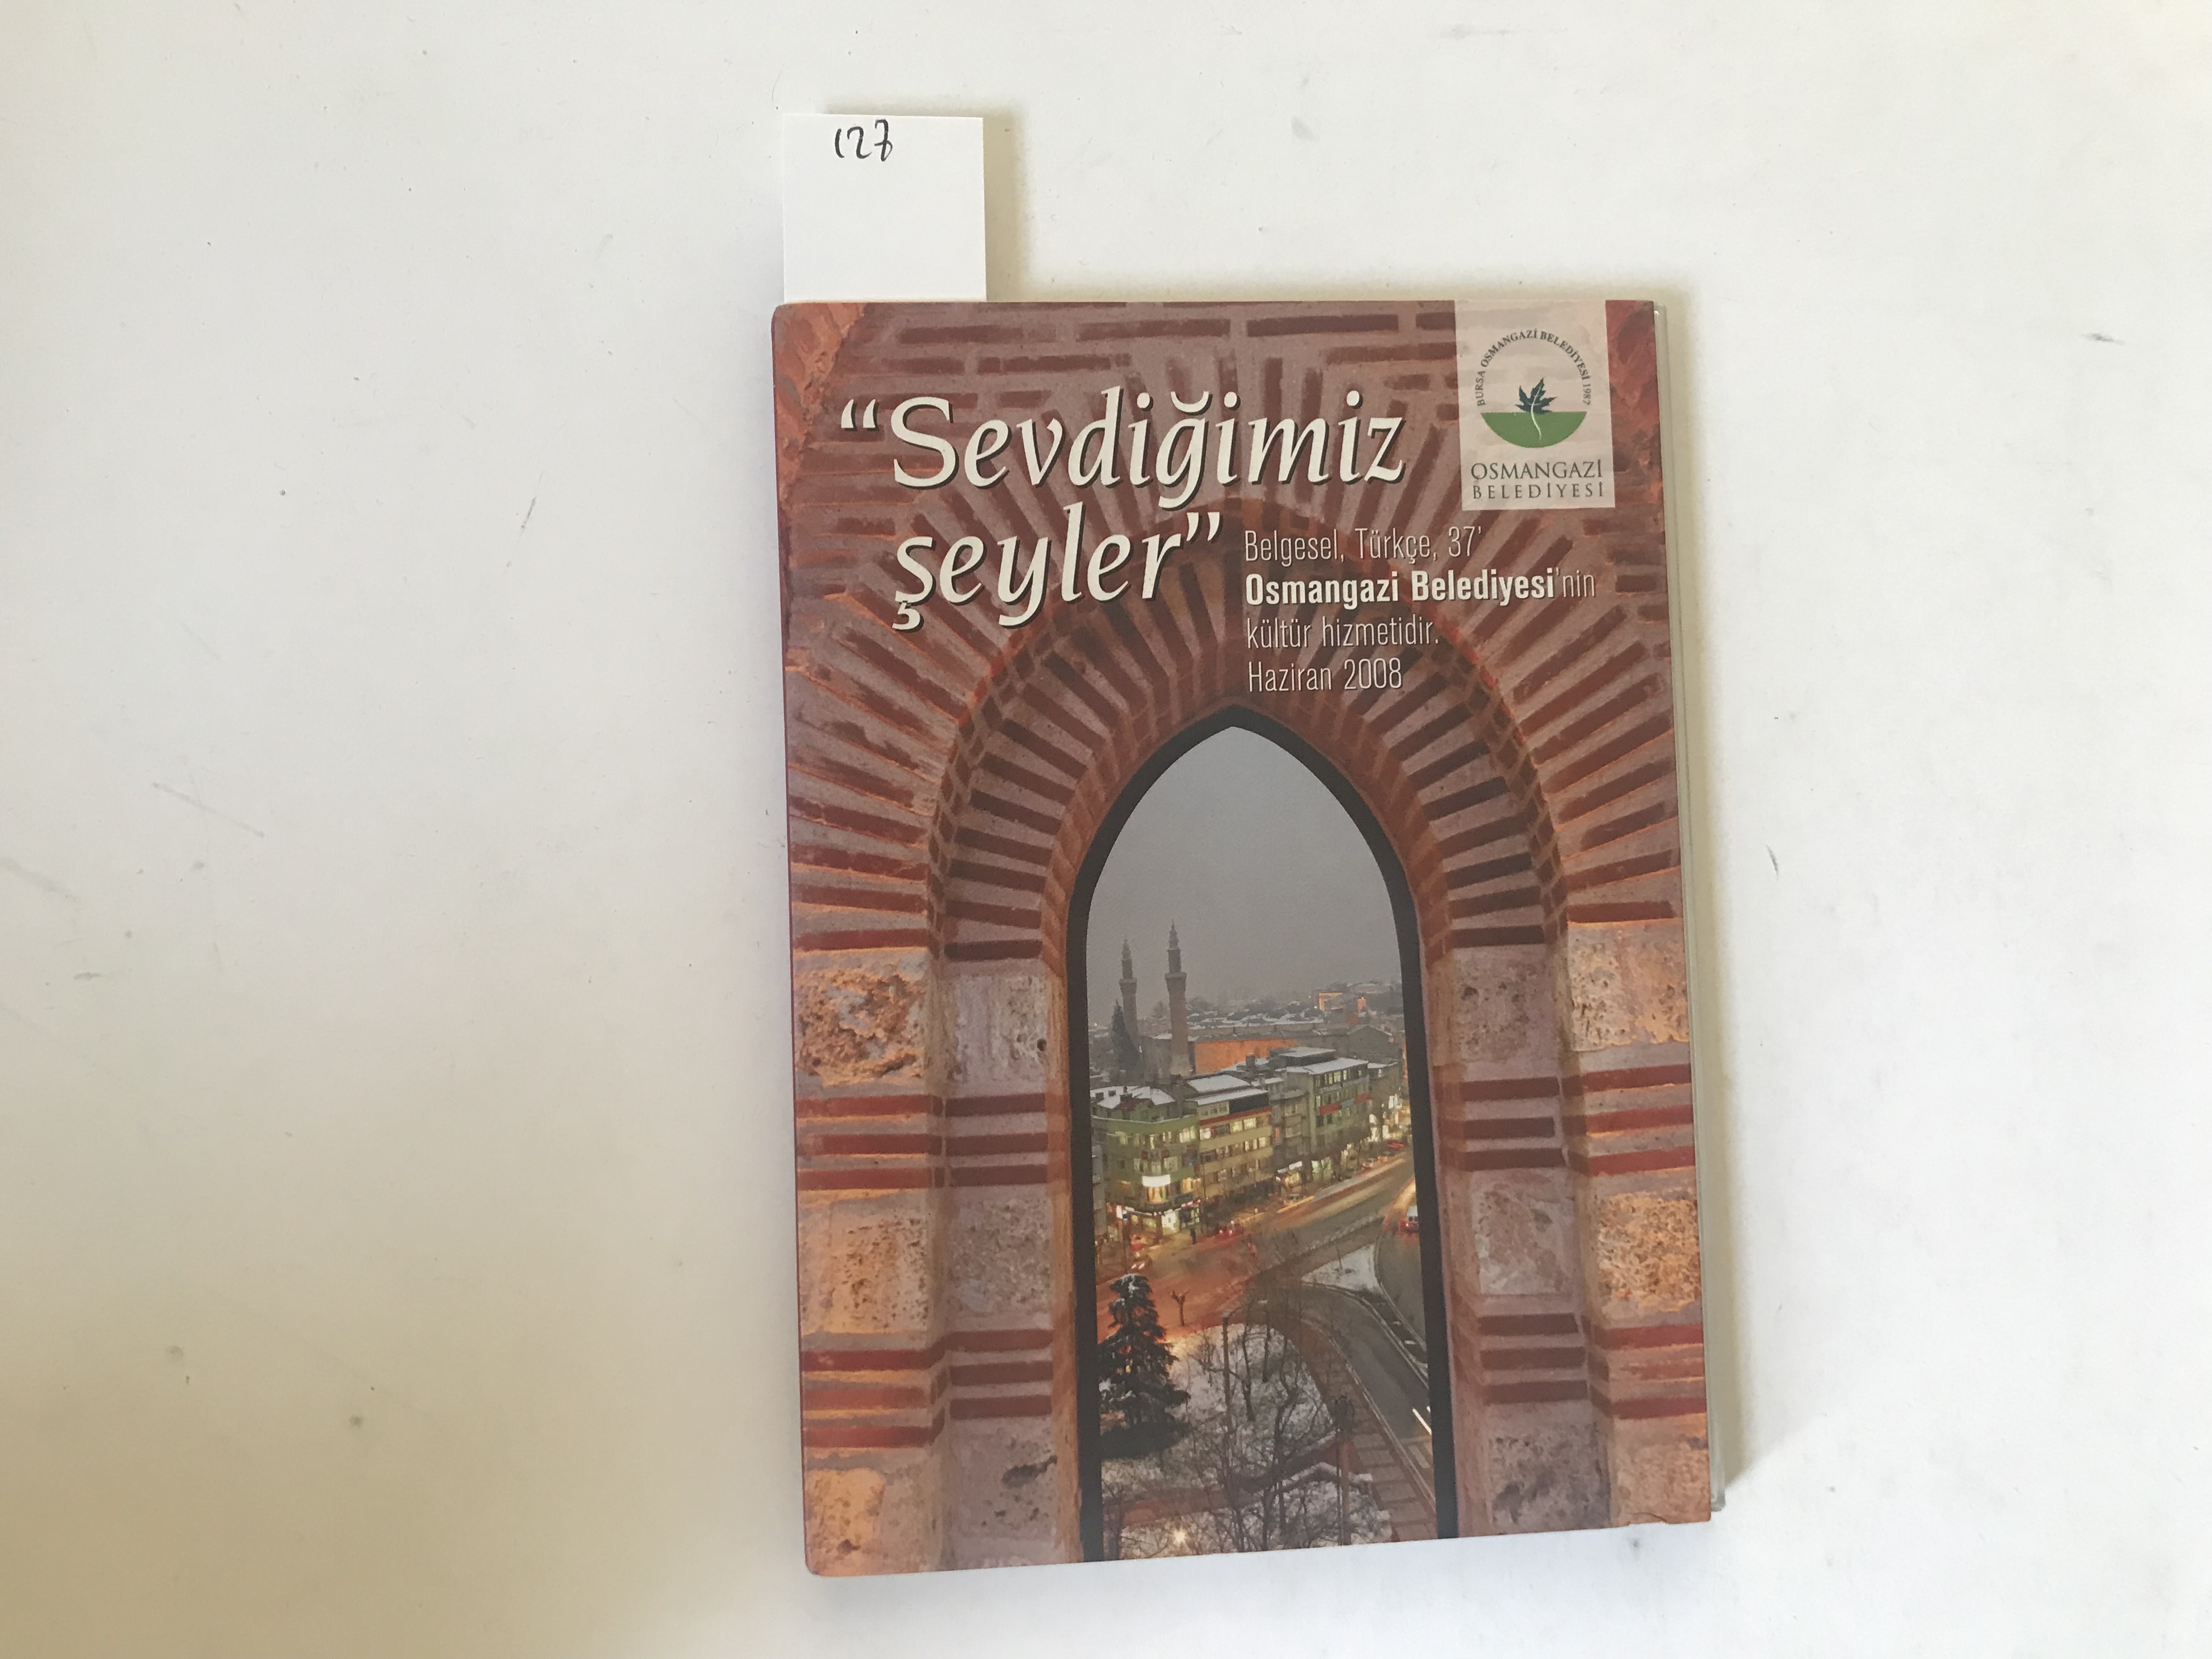 127
“Sevdiğimiz
şeyler”
BURSA OSMANGAZİ BELEDİYESİ 1987
OSMANGAZİ
BELEDİYESİ
Belgesel, Türkçe, 37'
Osmangazi Belediyesi'nin
kültür hizmetidir.
Haziran 2008